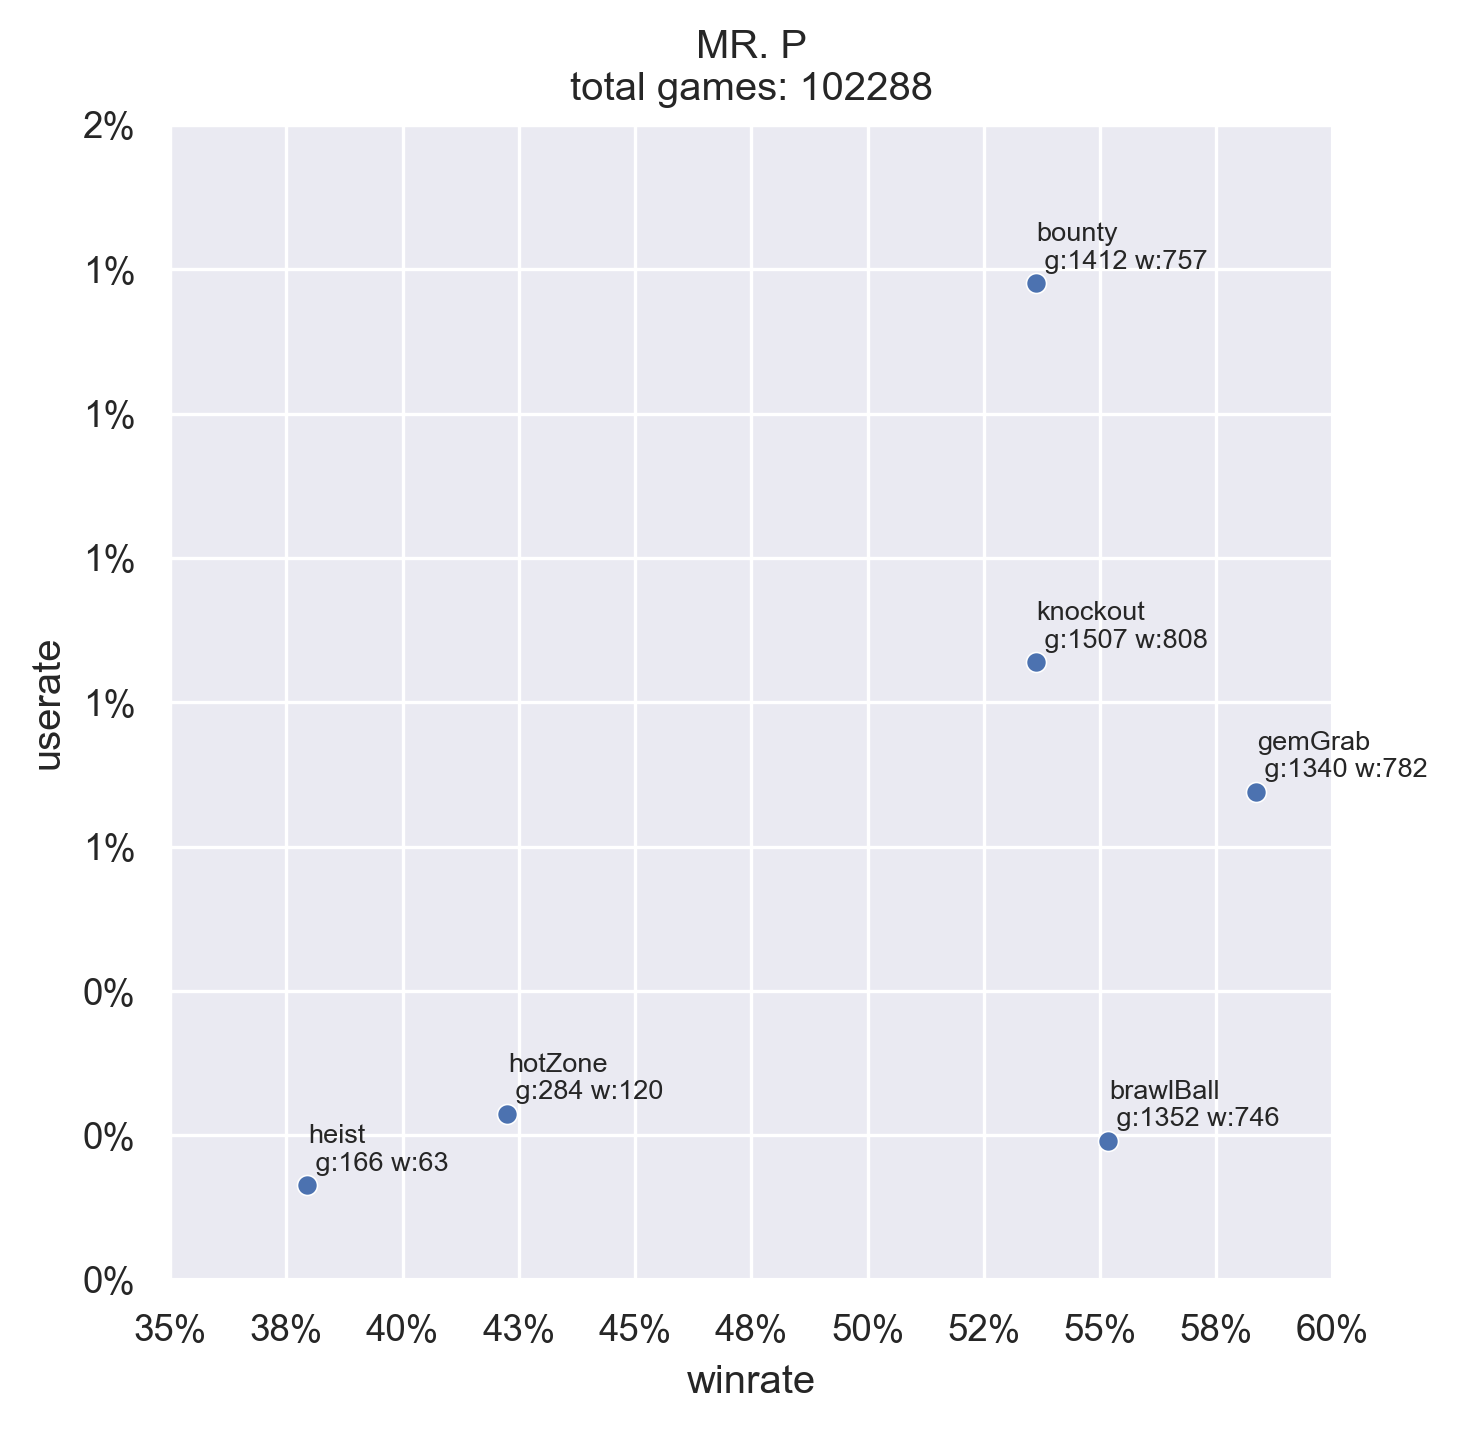 MR. P
total games: 102288
2%
1%
1%
1%
1%
1%
0%
0%
0%
userate
bounty
g:1412 w:757
knockout
g:1507 w:808
gemGrab
g:1340 w:782
hotZone
g:284 w:120
brawlBall
g:1352 w:746
heist
g:166 w:63
35% 38% 40% 43% 45% 48% 50% 52% 55% 58% 60%
winrate